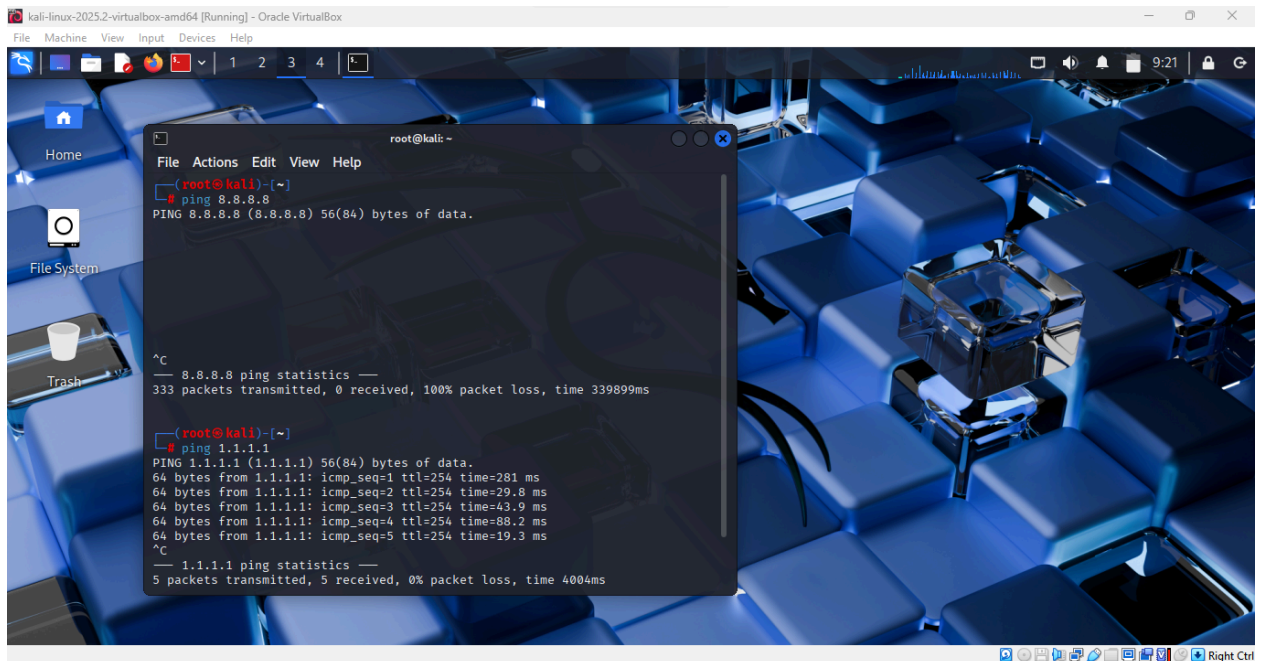 kali-linux-2025.2-virtualbox-amd64 [Running] - Oracle VirtualBox
File Machine View Input Devices Help
1 2 3 4
9:21
Home
File System
Trash
root@kali: ~
File Actions Edit View Help
┌──(root㉿kali)-[~]
└─# ping 8.8.8.8
PING 8.8.8.8 (8.8.8.8) 56(84) bytes of data.
^C
— 8.8.8.8 ping statistics —
333 packets transmitted, 0 received, 100% packet loss, time 339899ms
┌──(root㉿kali)-[~]
└─# ping 1.1.1.1
PING 1.1.1.1 (1.1.1.1) 56(84) bytes of data.
64 bytes from 1.1.1.1: icmp_seq=1 ttl=254 time=281 ms
64 bytes from 1.1.1.1: icmp_seq=2 ttl=254 time=29.8 ms
64 bytes from 1.1.1.1: icmp_seq=3 ttl=254 time=43.9 ms
64 bytes from 1.1.1.1: icmp_seq=4 ttl=254 time=88.2 ms
64 bytes from 1.1.1.1: icmp_seq=5 ttl=254 time=19.3 ms
^C
— 1.1.1.1 ping statistics —
5 packets transmitted, 5 received, 0% packet loss, time 4004ms
Right Ctrl